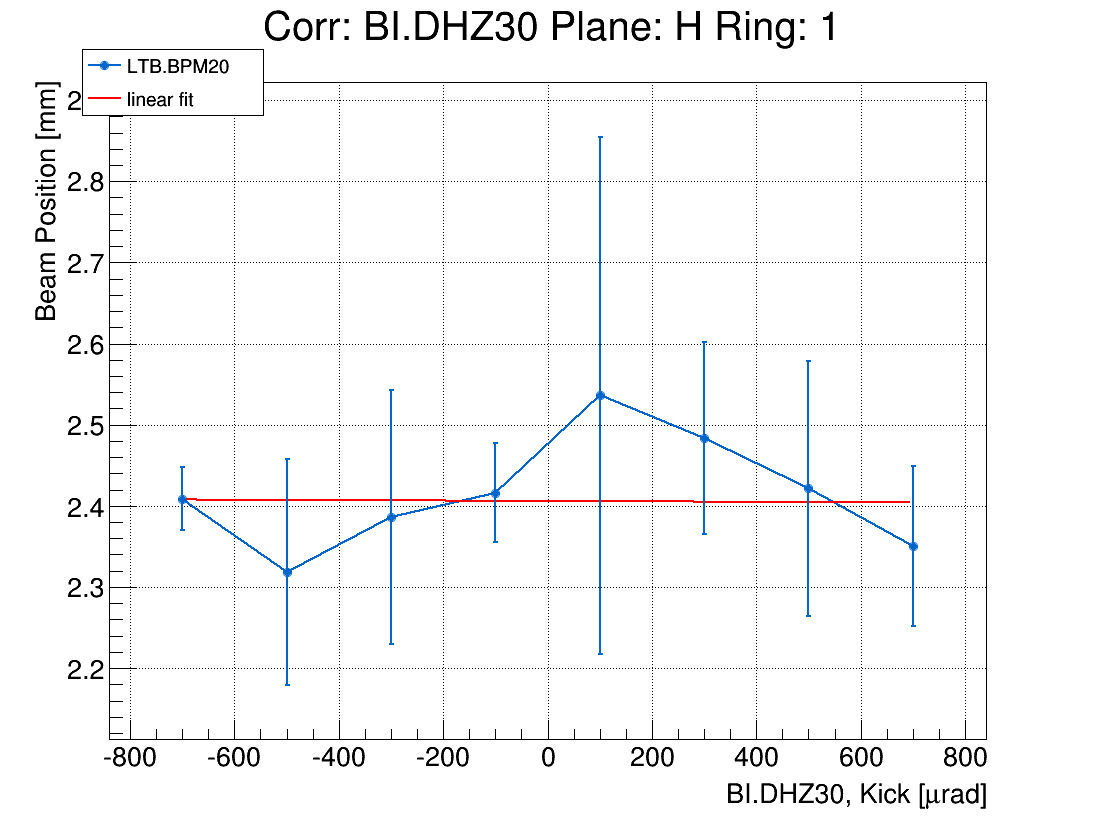 Corr: BI.DHZ30 Plane: H Ring: 1
LTB.BPM20
linear fit
Beam Position [mm]
2
2.8
2.7
2.6
2.5
2.4
2.3
2.2
-800 -600 -400 -200 0 200 400 600 800
BI.DHZ30, Kick [μrad]